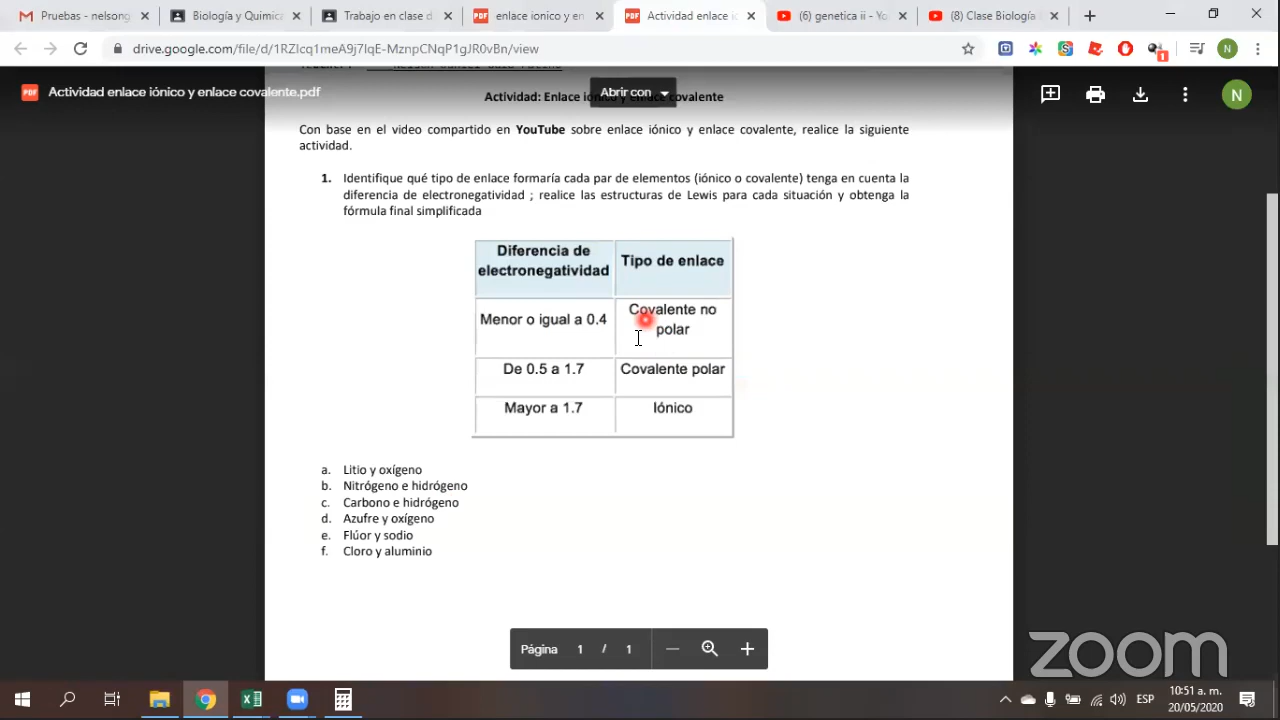 Pruebas - nelsong
Biología y Quimica
Trabajo en clase d
enlace ionico y en
Actividad enlace i
(6) genetica ii - Yo
(8) Clase Biología
drive.google.com/file/d/1RZIcq1meA9j7lqE-MznpCNqP1gJR0vBn/view
N
Actividad enlace iónico y enlace covalente.pdf
Abrir con
N
Actividad: Enlace iónico y enlace covalente
Con base en el video compartido en YouTube sobre enlace iónico y enlace covalente, realice la siguiente
actividad.
1. Identifique qué tipo de enlace formaría cada par de elementos (iónico o covalente) tenga en cuenta la
diferencia de electronegatividad ; realice las estructuras de Lewis para cada situación y obtenga la
fórmula final simplificada
Diferencia de
electronegatividad
Tipo de enlace
Menor o igual a 0.4
Covalente no
polar
De 0.5 a 1.7
Covalente polar
Mayor a 1.7
Iónico
a. Litio y oxígeno
b. Nitrógeno e hidrógeno
c. Carbono e hidrógeno
d. Azufre y oxígeno
e. Flúor y sodio
f. Cloro y aluminio
Página 1 / 1
zoom
ESP
10:51 a. m.
20/05/2020